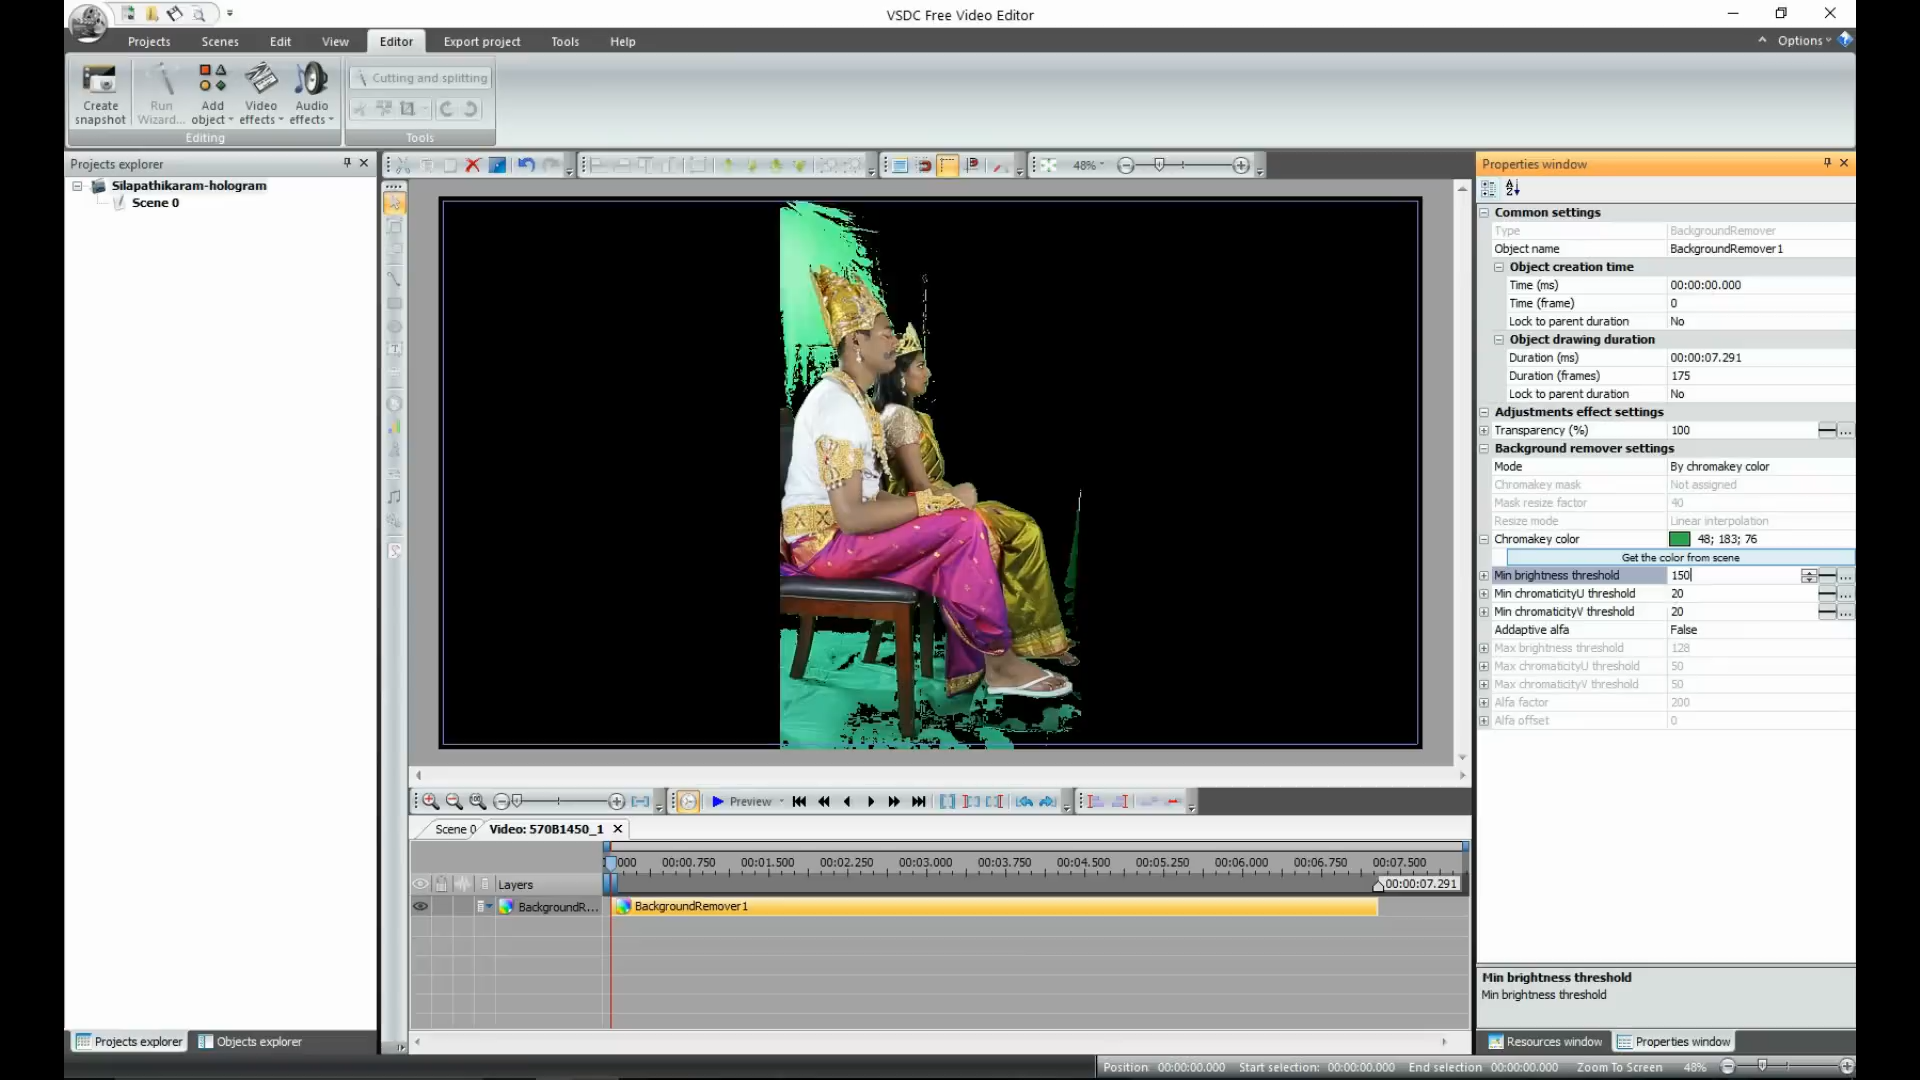 VSDC Free Video Editor
Projects Scenes Edit View Editor Export project Tools Help
Options
Create snapshot
Run Wizard...
Add object
Video effects
Audio effects
Editing
Cutting and splitting
Tools
Projects explorer
Silapathikaram-hologram
Scene 0
48%
Properties window
Common settings
Type BackgroundRemover
Object name BackgroundRemover1
Object creation time
Time (ms) 00:00:00.000
Time (frame) 0
Lock to parent duration No
Object drawing duration
Duration (ms) 00:00:07.291
Duration (frames) 175
Lock to parent duration No
Adjustments effect settings
Transparency (%) 100
Background remover settings
Mode By chromakey color
Chromakey mask Not assigned
Mask resize factor 40
Resize mode Linear interpolation
Chromakey color 48; 183; 76
Get the color from scene
Min brightness threshold 150
Min chromaticityU threshold 20
Min chromaticityV threshold 20
Addaptive alfa False
Max brightness threshold 128
Max chromaticityU threshold 50
Max chromaticityV threshold 50
Alfa factor 200
Alfa offset 0
Preview
Scene 0 Video: 570B1450_1
000 00:00.750 00:01.500 00:02.250 00:03.000 00:03.750 00:04.500 00:05.250 00:06.000 00:06.750 00:07.500
Layers
00:00:07.291
BackgroundR... BackgroundRemover1
Min brightness threshold
Min brightness threshold
Projects explorer Objects explorer
Resources window Properties window
Position 00:00:00.000 Start selection: 00:00:00.000 End selection 00:00:00.000 Zoom To Screen 48%